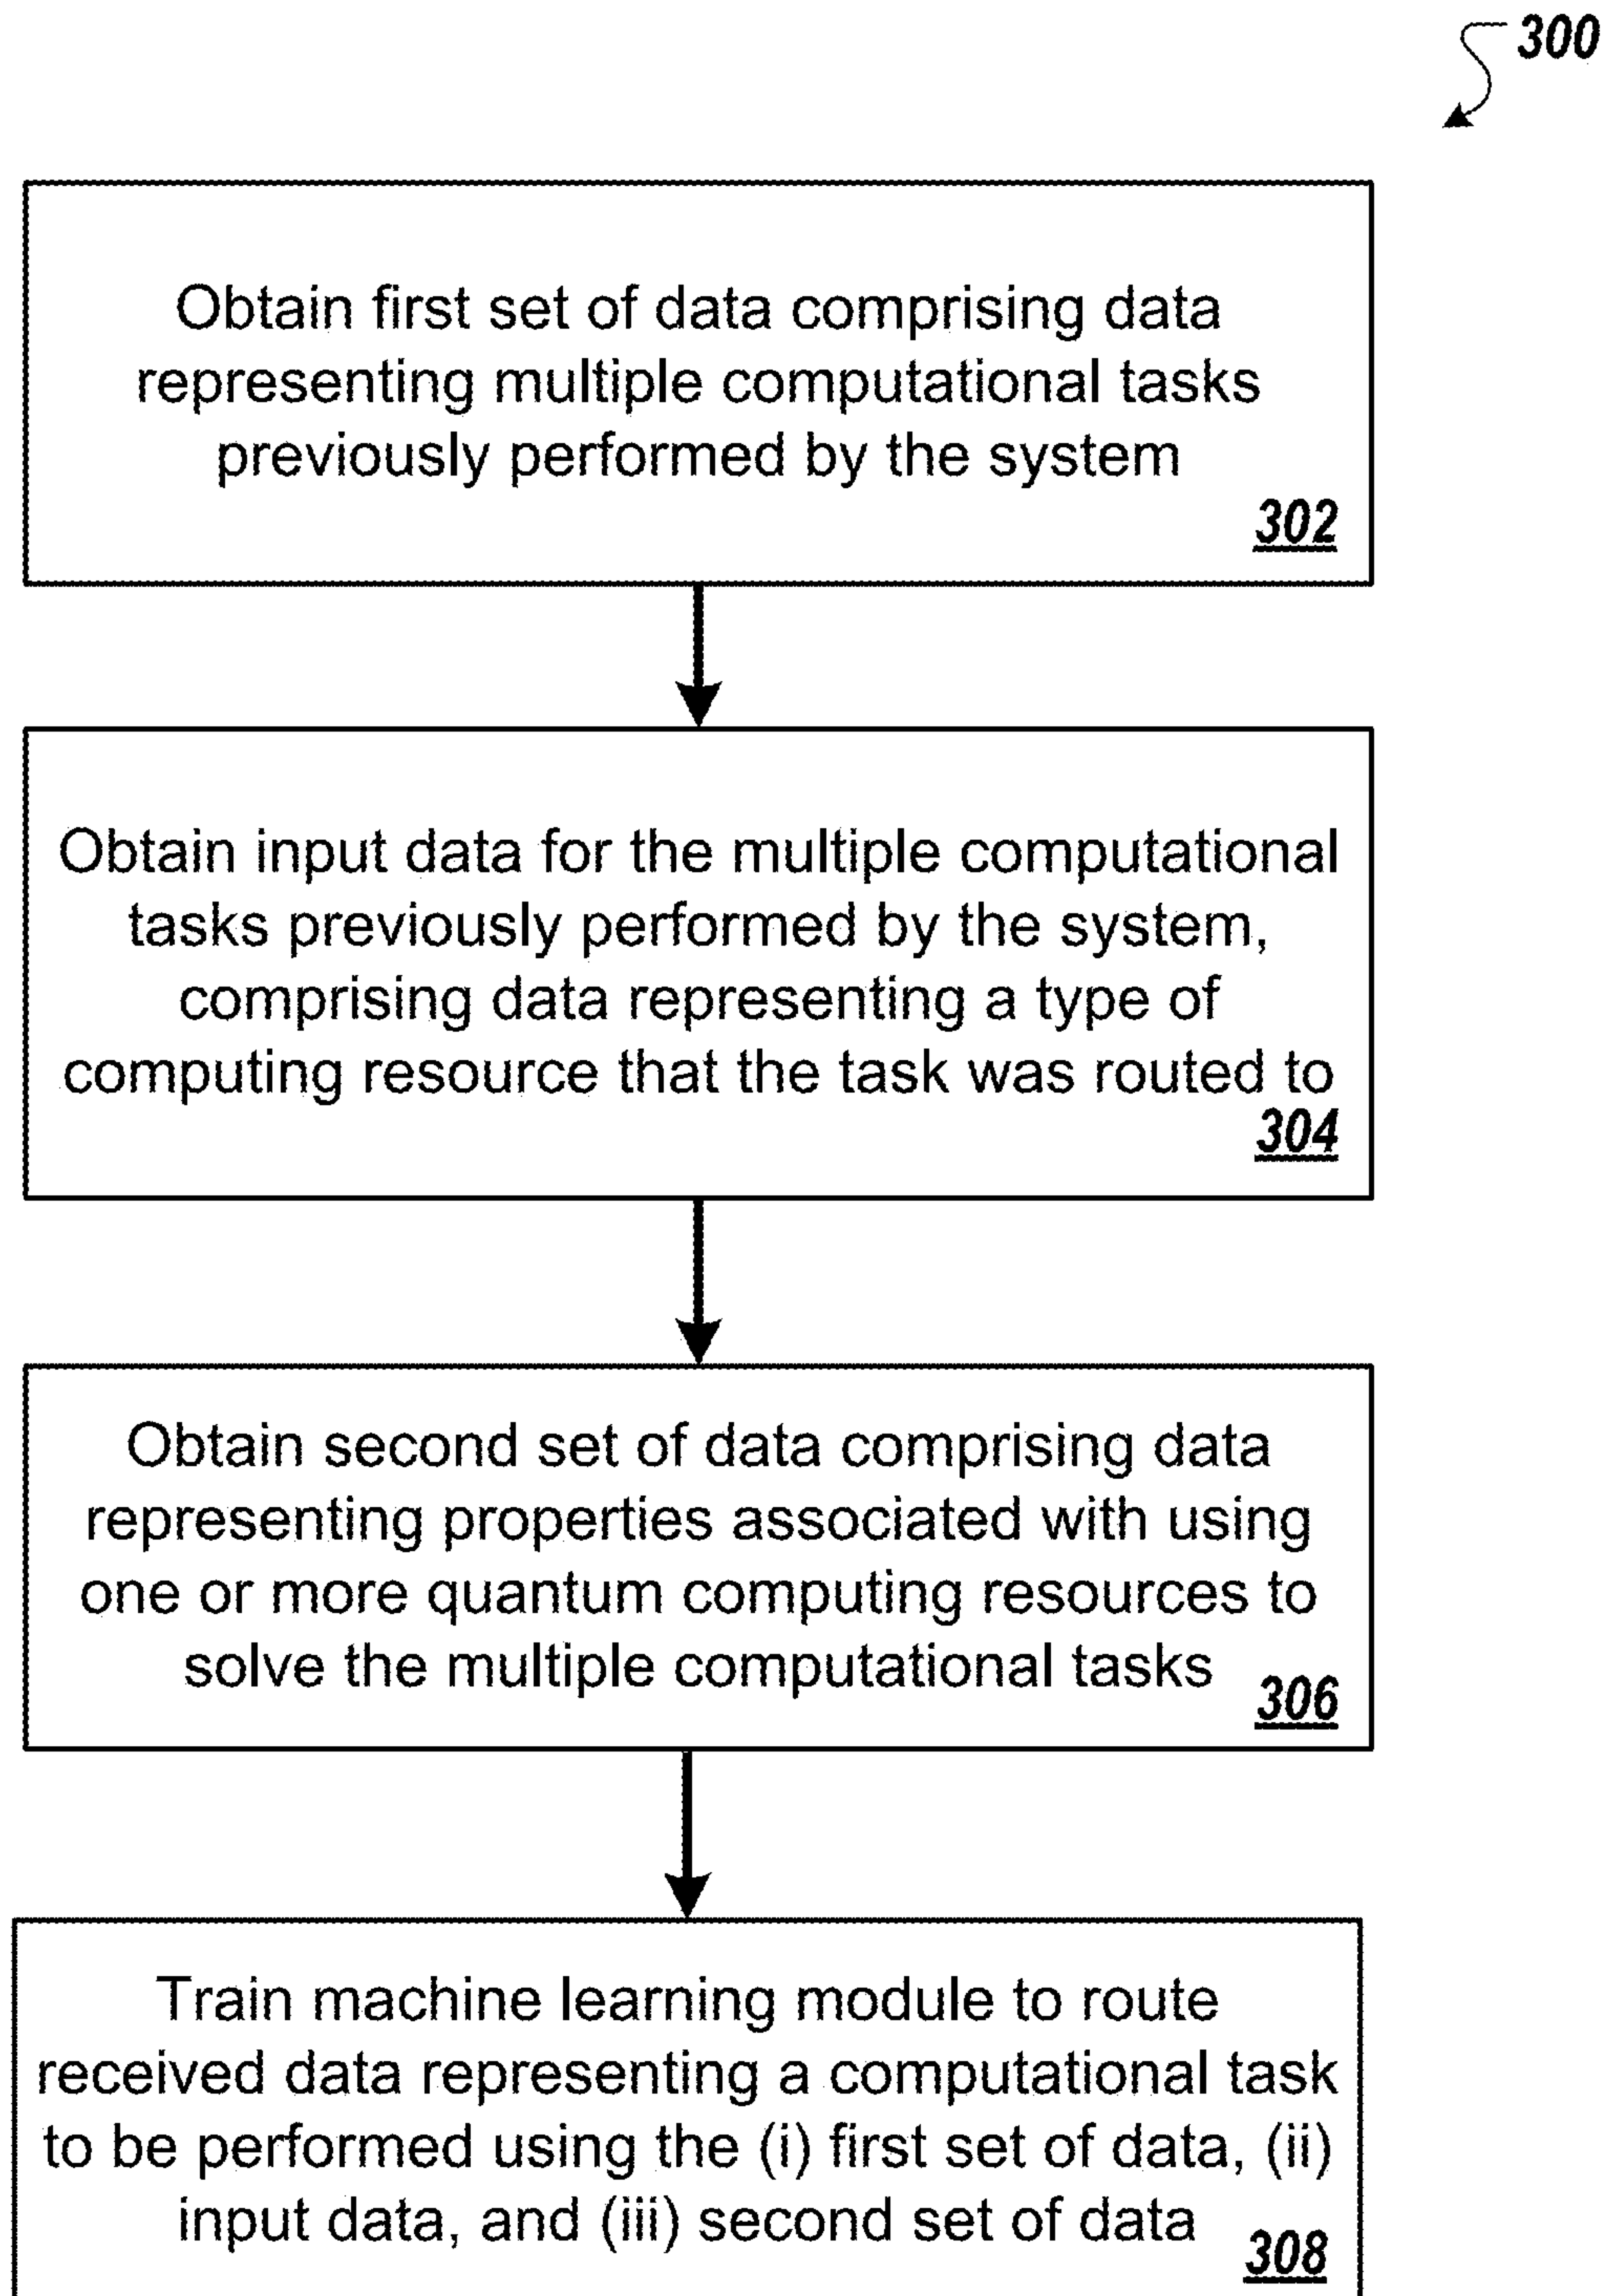 300
Obtain first set of data comprising data
representing multiple computational tasks
previously performed by the system
302
Obtain input data for the multiple computational
tasks previously performed by the system,
comprising data representing a type of
computing resource that the task was routed to
304
Obtain second set of data comprising data
representing properties associated with using
one or more quantum computing resources to
solve the multiple computational tasks
306
Train machine learning module to route
received data representing a computational task
to be performed using the (i) first set of data, (ii)
input data, and (iii) second set of data
308